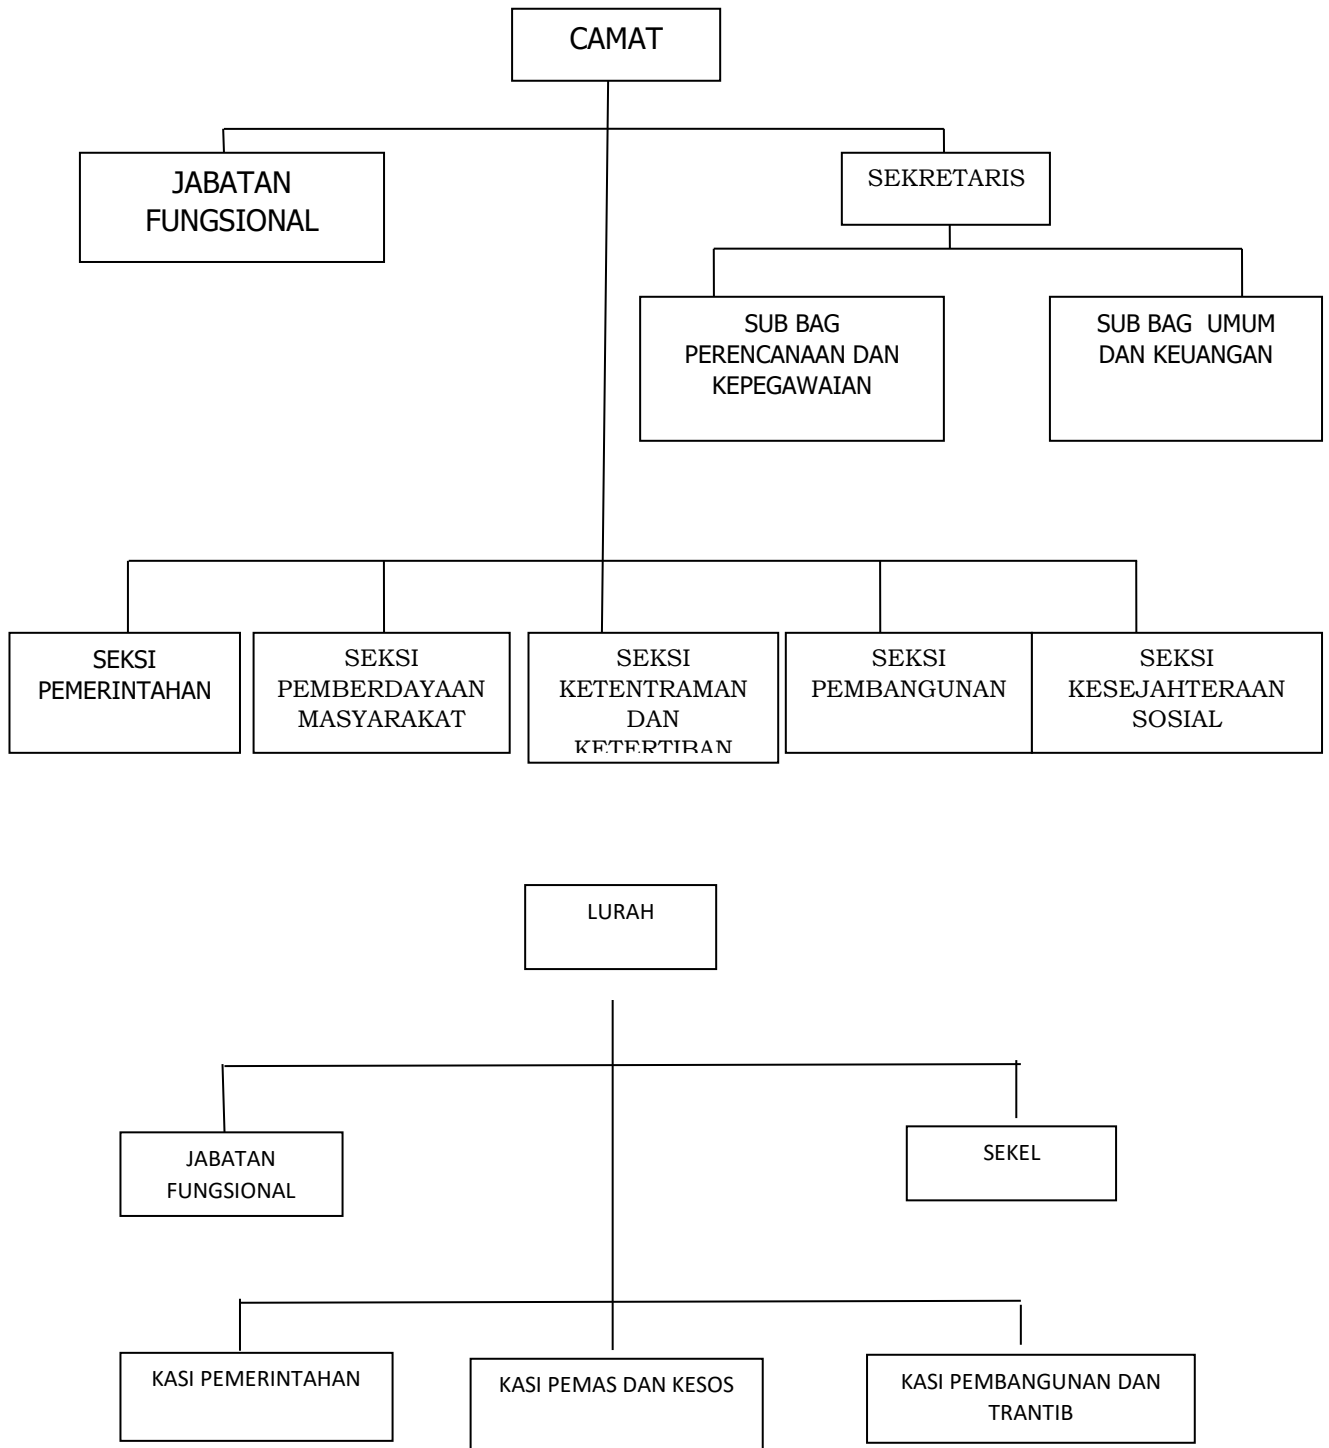 CAMAT
JABATAN
FUNGSIONAL
SEKRETARIS
SUB BAG
PERENCANAAN DAN
KEPEGAWAIAN
SUB BAG UMUM
DAN KEUANGAN
SEKSI
PEMERINTAHAN
SEKSI
PEMBERDAYAAN
MASYARAKAT
SEKSI
KETENTRAMAN
DAN
KETERTIBAN
SEKSI
PEMBANGUNAN
SEKSI
KESEJAHTERAAN
SOSIAL
LURAH
JABATAN
FUNGSIONAL
SEKEL
KASI PEMERINTAHAN
KASI PEMAS DAN KESOS
KASI PEMBANGUNAN DAN
TRANTIB